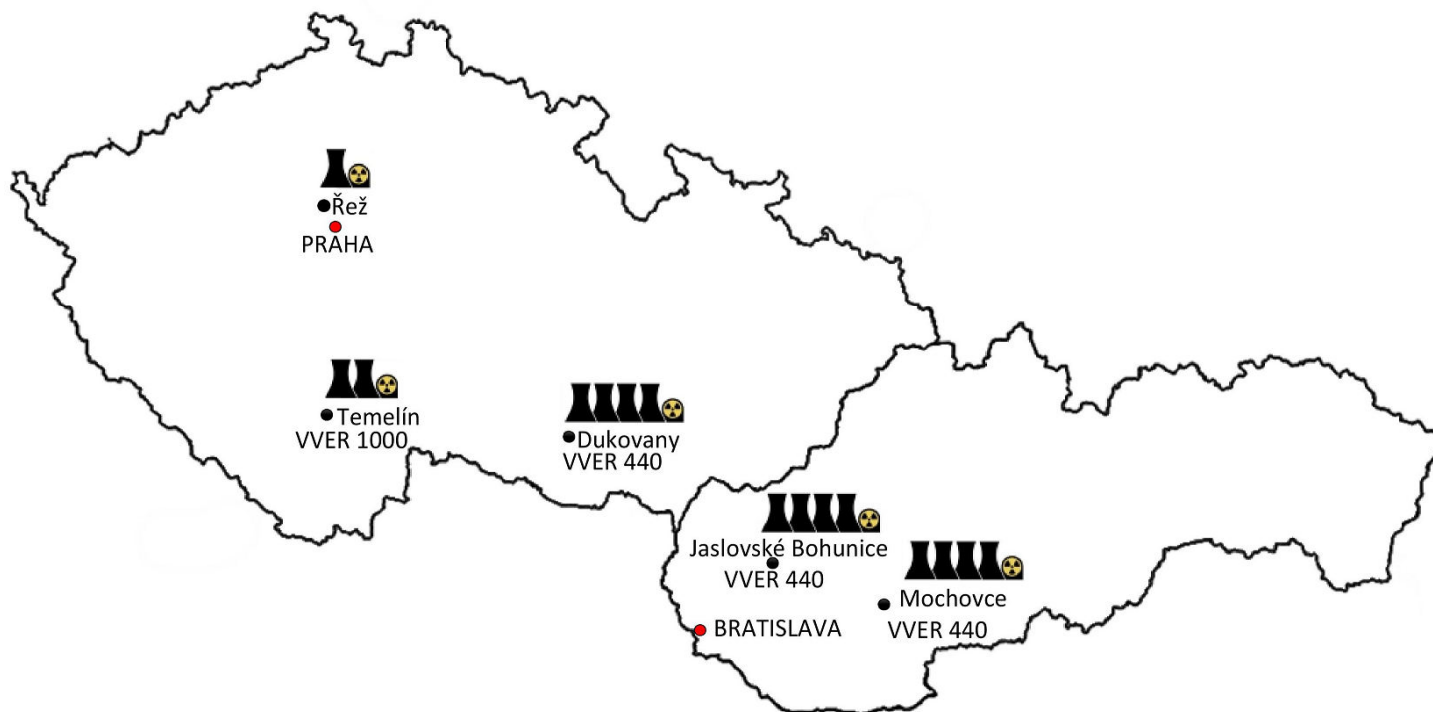 Řež
PRAHA
Temelín
VVER 1000
Dukovany
VVER 440
Jaslovské Bohunice
VVER 440
Mochovce
VVER 440
BRATISLAVA